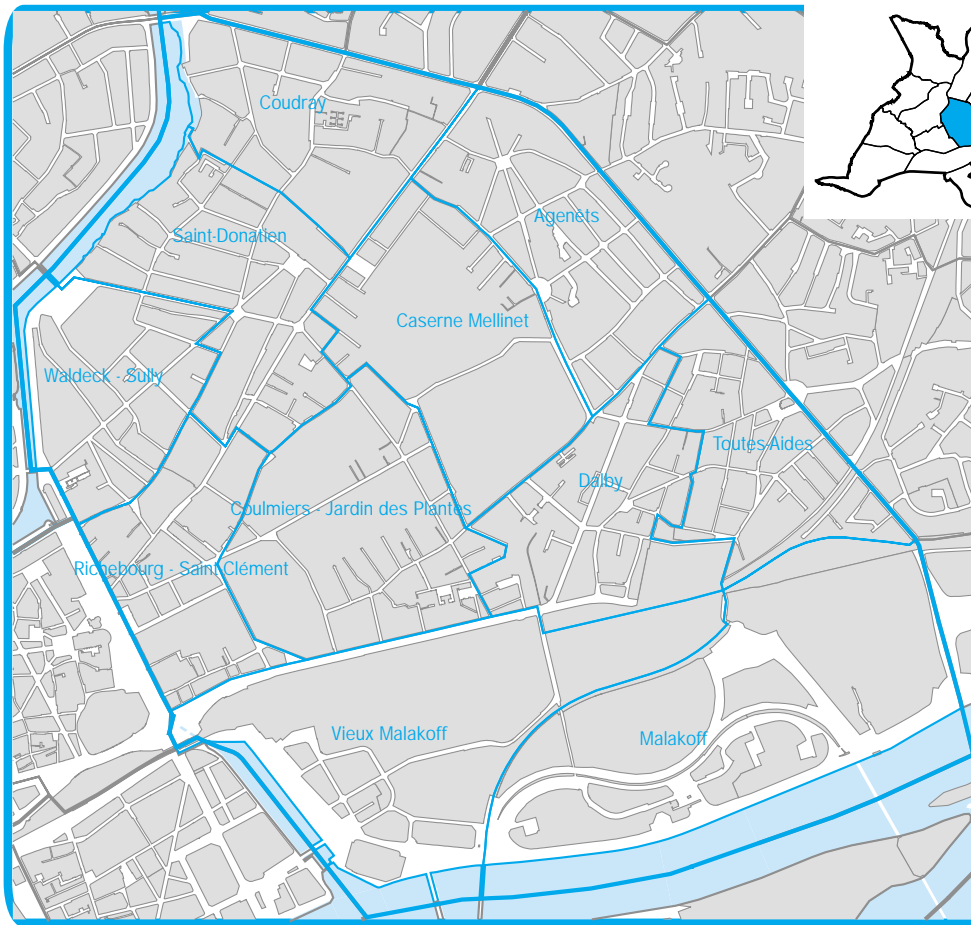 Coudray
Agenêts
Saint-Donatien
Caserne Mellinet
Waldeck - Sully
Toutes Aides
Dalby
Coulmiers - Jardin des Plantes
Richebourg - Saint Clément
Vieux Malakoff
Malakoff